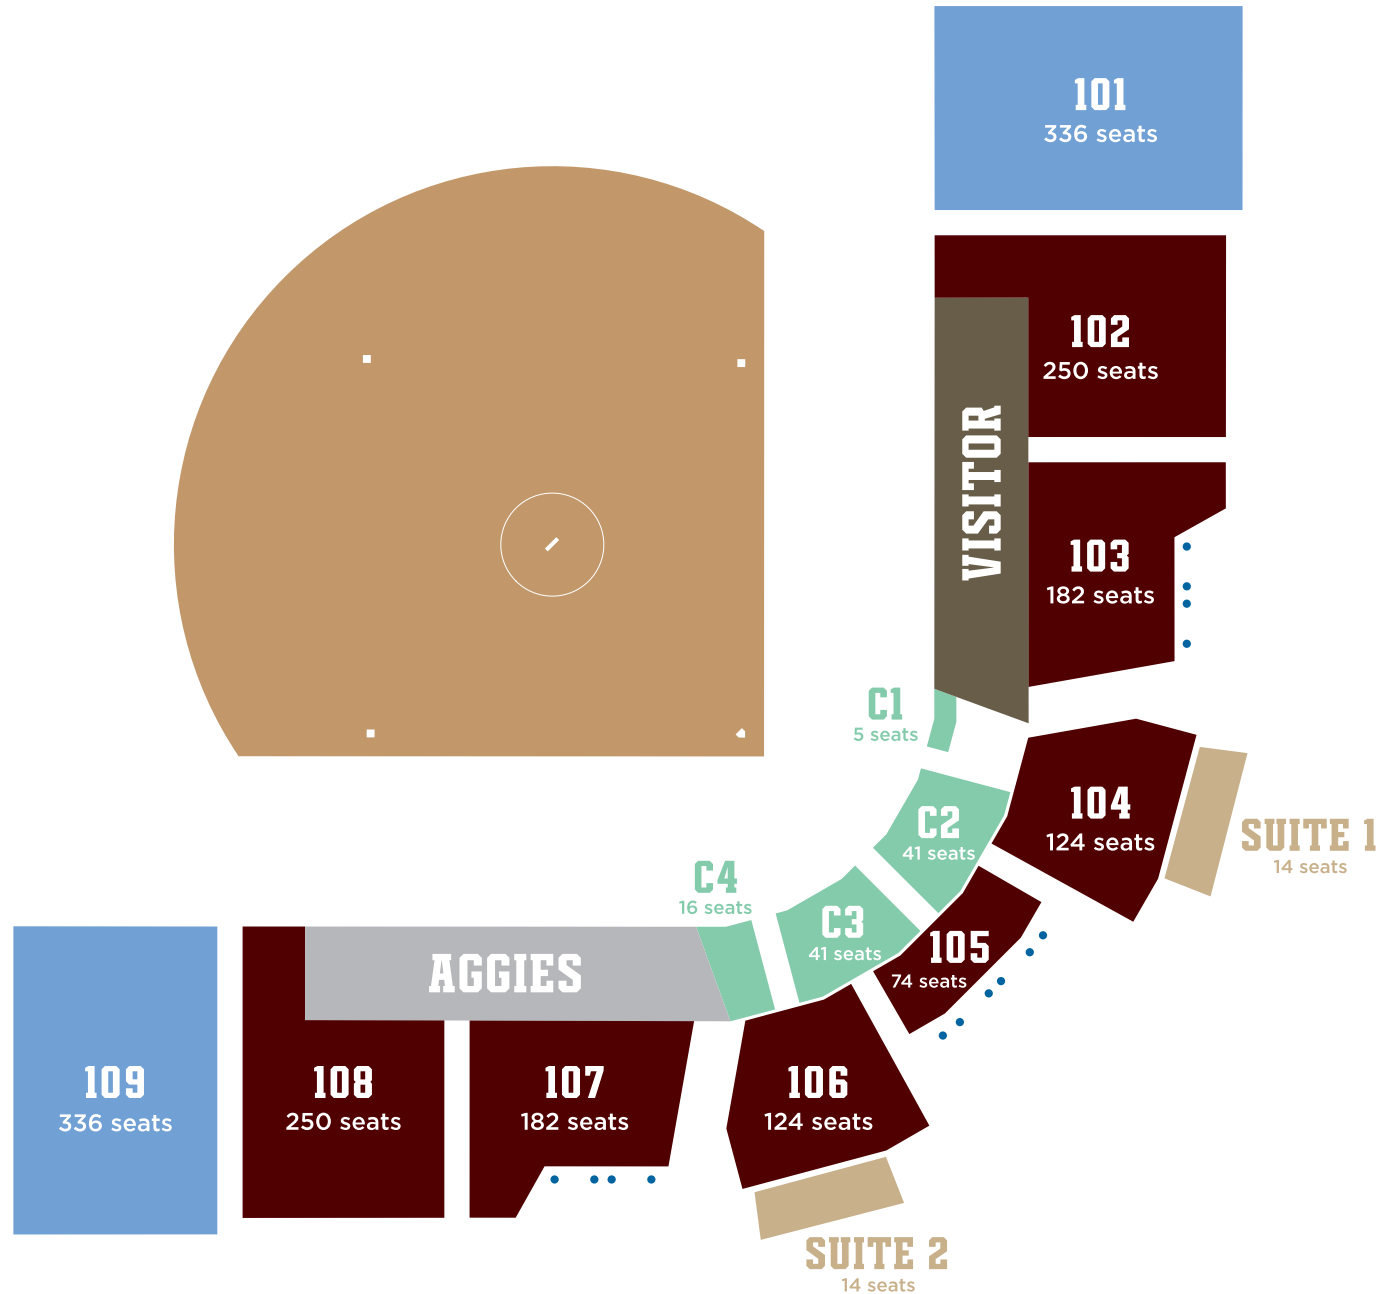 101
336 seats
102
250 seats
VISITOR
103
182 seats
C1
5 seats
104
124 seats
SUITE 1
14 seats
C2
41 seats
C4
16 seats
C3
41 seats
105
74 seats
AGGIES
109
336 seats
108
250 seats
107
182 seats
106
124 seats
SUITE 2
14 seats